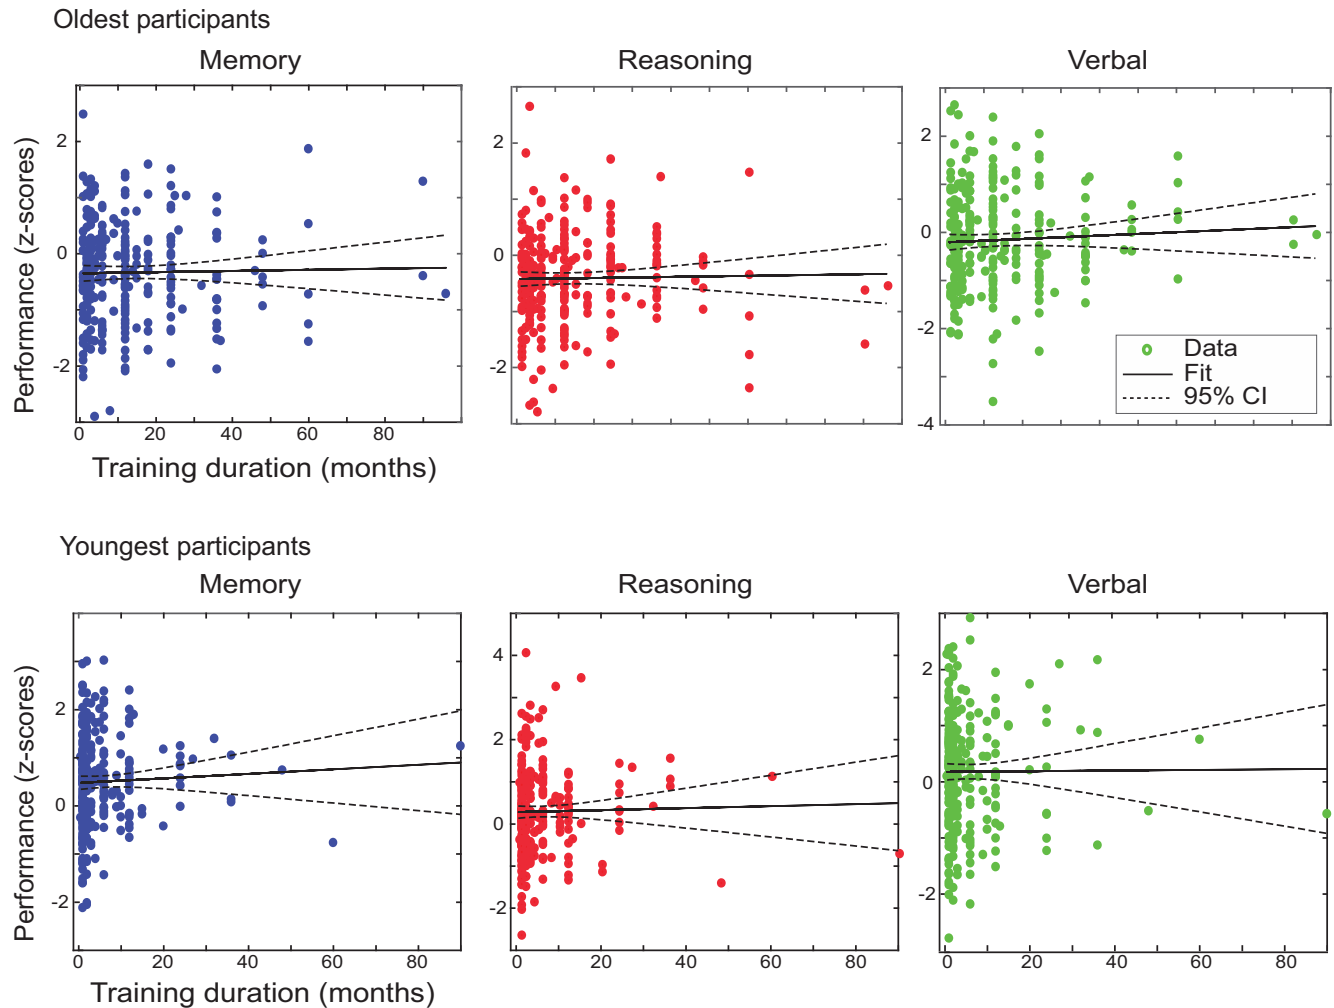 Oldest participants
Memory
Reasoning
Verbal
Performance (z-scores)
2
0
-2
0
20
40
60
80
Training duration (months)
2
0
-2
2
0
-2
-4
Data
Fit
95% CI
Youngest participants
Memory
Reasoning
Verbal
Performance (z-scores)
2
0
-2
0
20
40
60
80
Training duration (months)
4
2
0
-2
0
20
40
60
80
2
0
-2
0
20
40
60
80